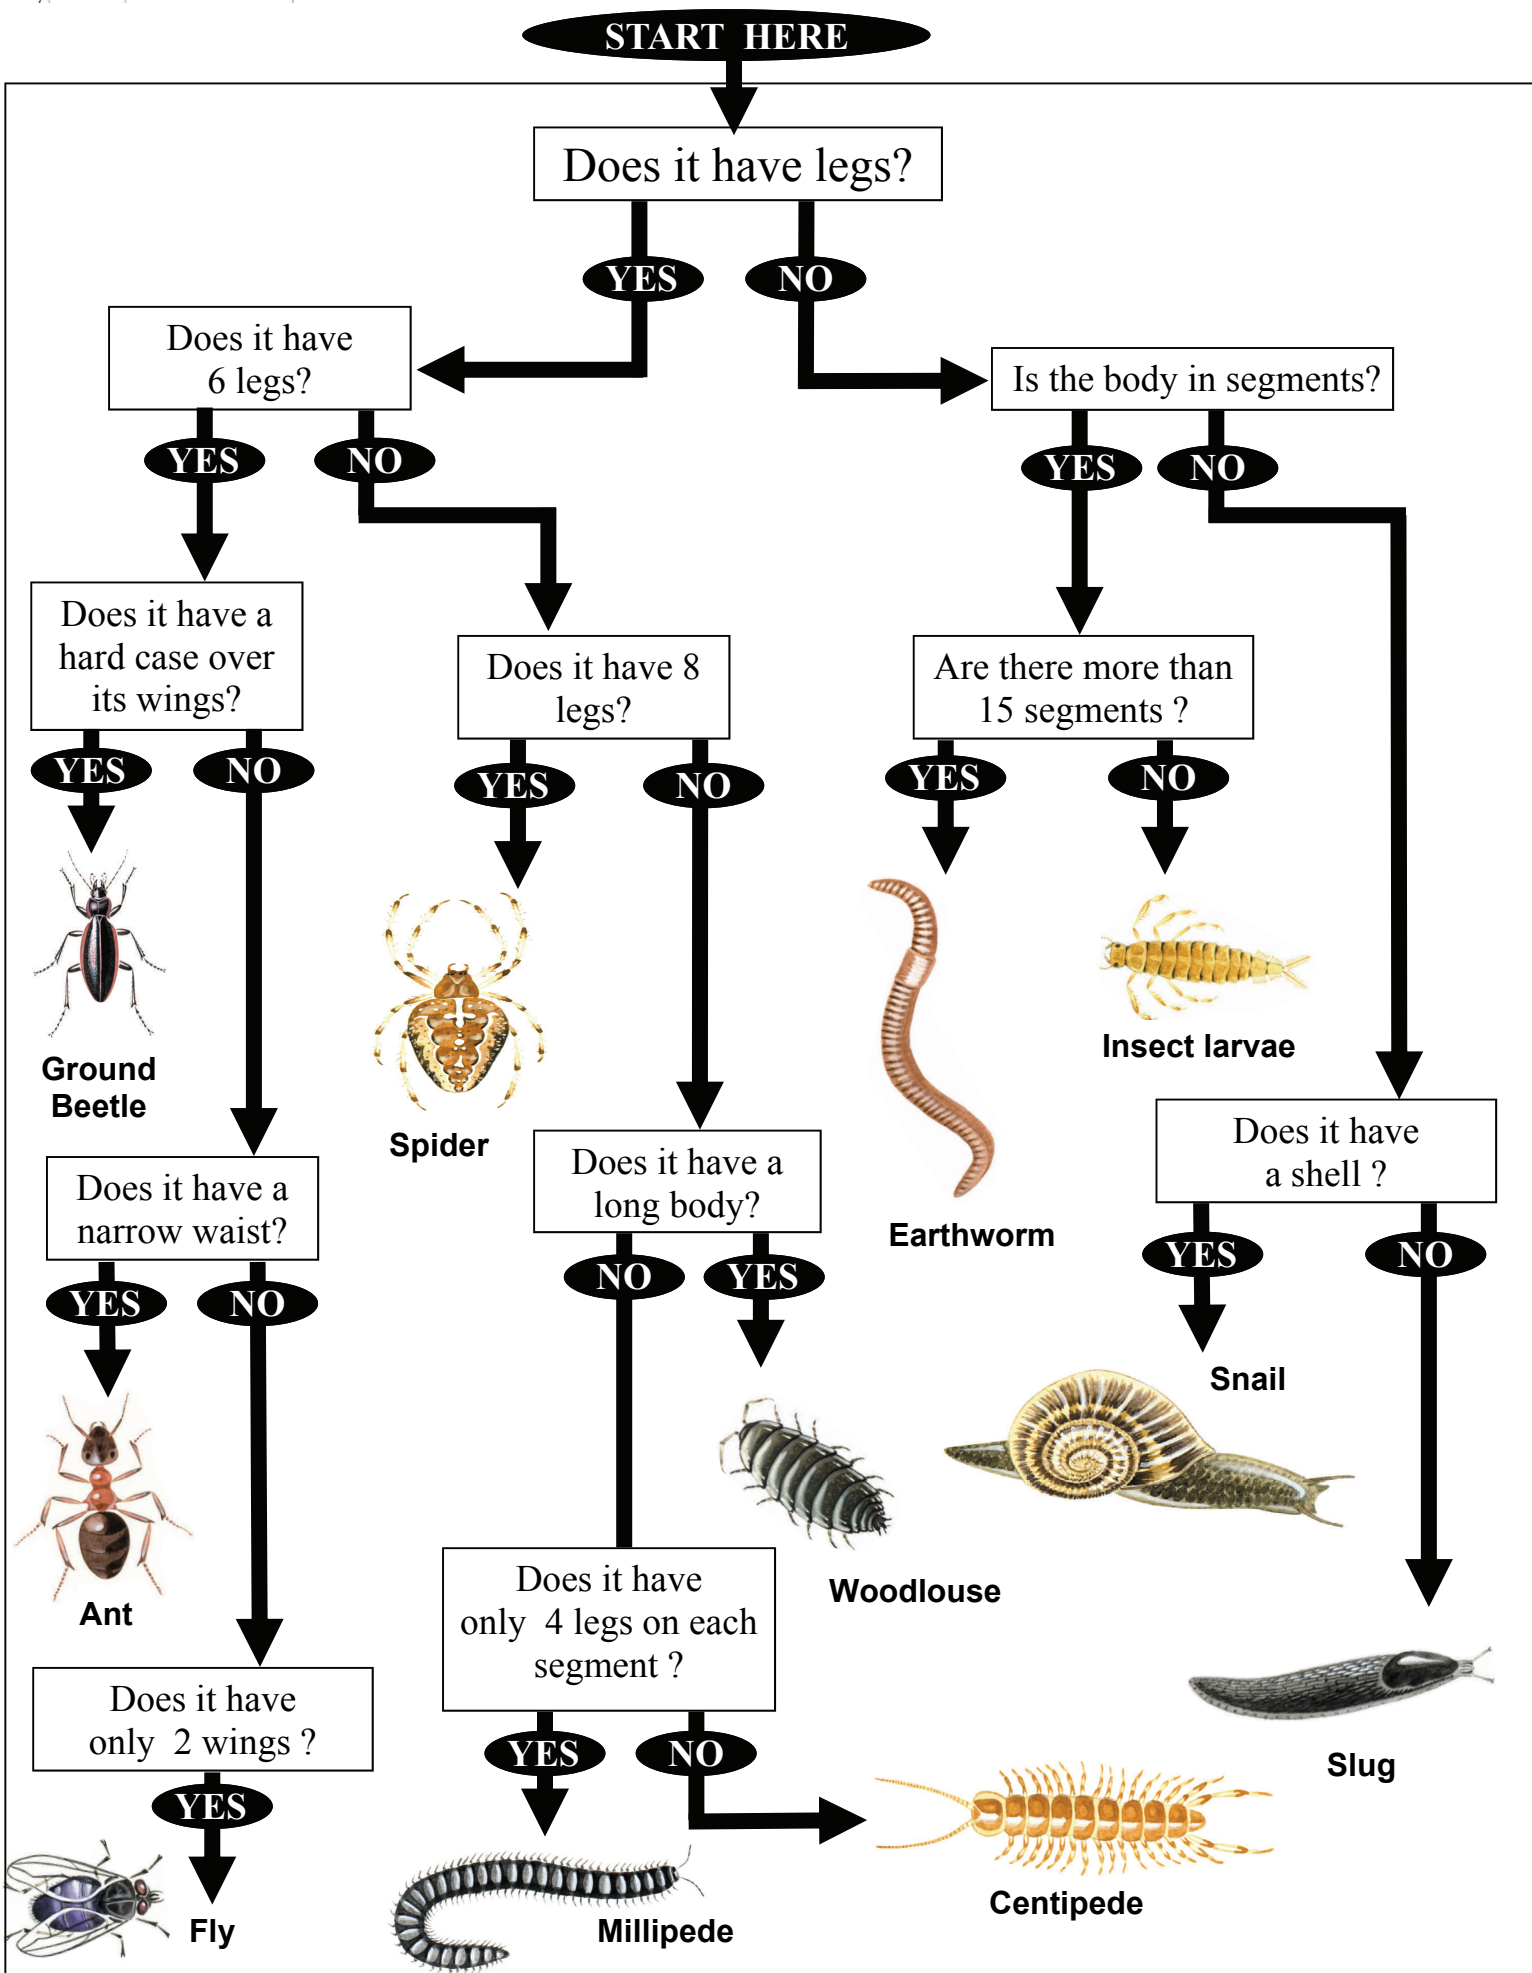 START HERE
Does it have legs?
YES
NO
Does it have
6 legs?
Is the body in segments?
YES
NO
YES
NO
Does it have a
hard case over
its wings?
Does it have 8
legs?
Are there more than
15 segments ?
YES
NO
YES
NO
YES
NO
Ground
Beetle
Spider
Earthworm
Insect larvae
Does it have a
narrow waist?
Does it have a
long body?
Does it have
a shell ?
YES
NO
NO
YES
YES
NO
Ant
Woodlouse
Snail
Does it have
only 4 legs on each
segment ?
Does it have
only 2 wings ?
YES
NO
Slug
YES
Fly
Millipede
Centipede